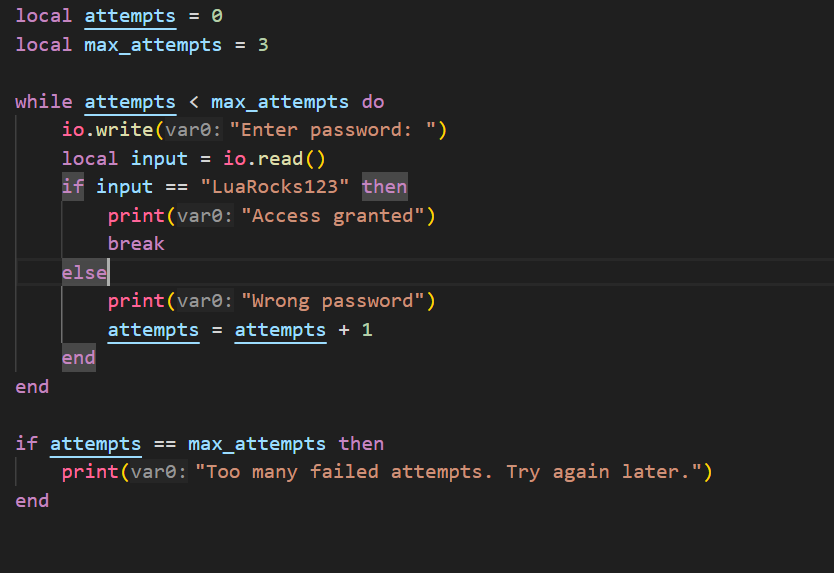 local attempts = 0
local max_attempts = 3

while attempts < max_attempts do
    io.write(var0: "Enter password: ")
    local input = io.read()
    if input == "LuaRocks123" then
        print(var0: "Access granted")
        break
    else
        print(var0: "Wrong password")
        attempts = attempts + 1
    end
end

if attempts == max_attempts then
    print(var0: "Too many failed attempts. Try again later.")
end